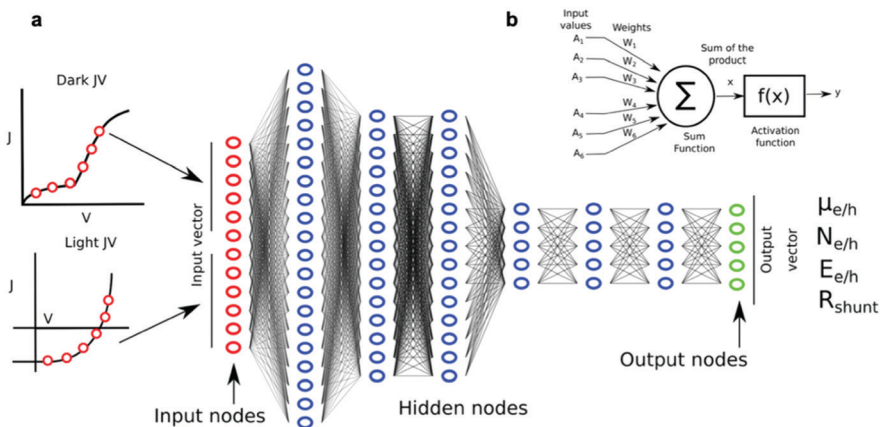 a
Dark JV
J
V
Light JV
J
V
Input vector
Input nodes
Hidden nodes
Output nodes
Output
vector
μe/h
Ne/h
Ee/h
Rshunt
b
Input
values
Weights
A1
A2
A3
A4
A5
A6
W1
W2
W3
W4
W5
W6
Σ
Sum
Function
Sum of the
product
x
f(x)
Activation
function
y